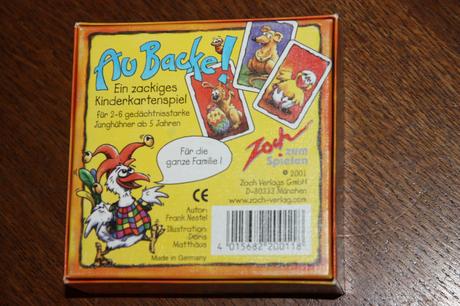 Au Backe!
Ein zackiges
Kinderkartenspiel
für 2-6 gedächtnisstarke
Junghühner ab 5 Jahren
Für die
ganze Familie!
Zoch
zum
Spielen
© 2001
Zoch Verlags GmbH
D-80333 München
www.zoch-verlag.com
CE
Autor:
Frank Nestel
Illustration:
Doris
Matthäus
Made in Germany
4 015682 200118